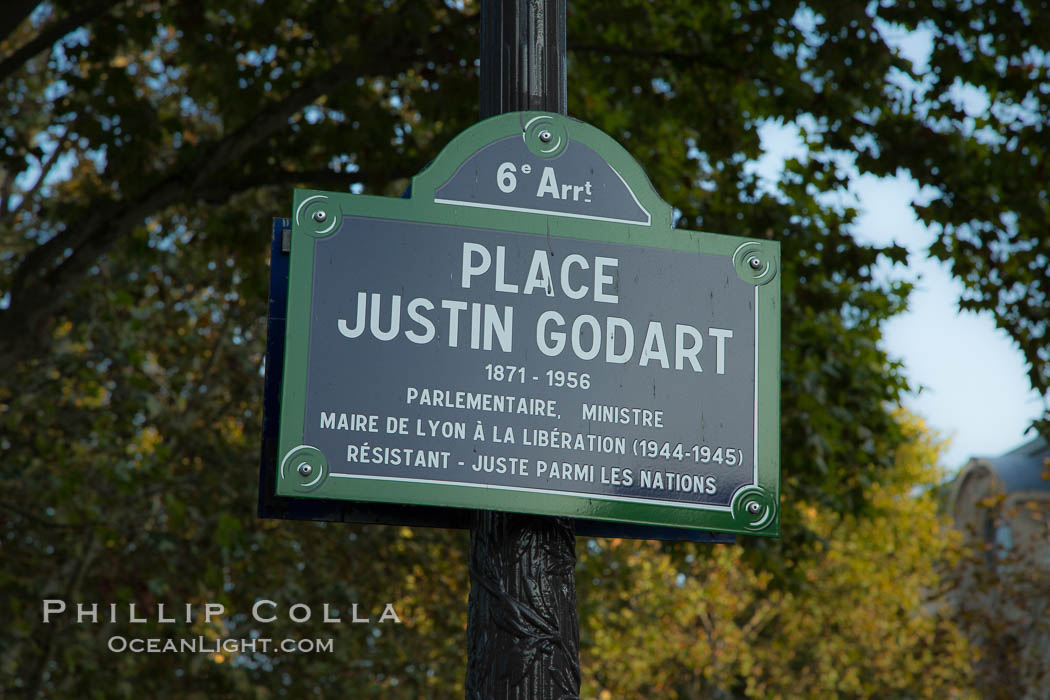 6e Arrt
PLACE
JUSTIN GODART
1871 - 1956
PARLEMENTAIRE, MINISTRE
MAIRE DE LYON À LA LIBÉRATION (1944-1945)
RÉSISTANT - JUSTE PARMI LES NATIONS
PHILLIP COLLA
OCEANLIGHT.COM